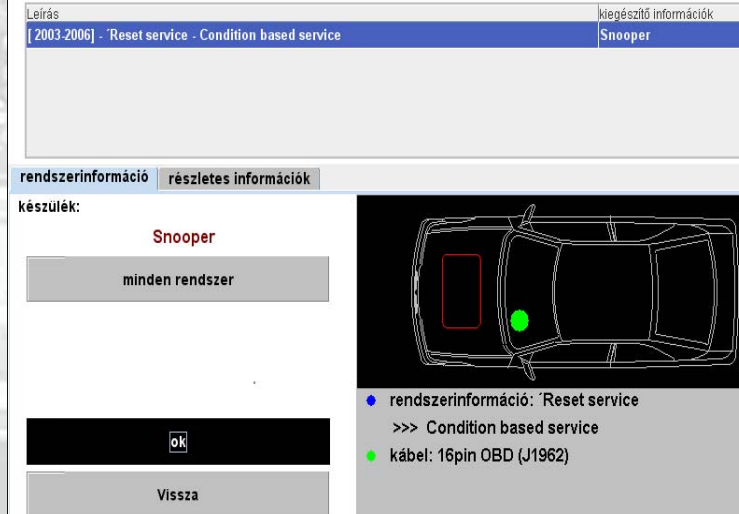 Leírás kiegészítő információk
[ 2003-2006] - ´Reset service - Condition based service Snooper
rendszerinformáció részletes információk
készülék:
Snooper
minden rendszer
ok
Vissza
rendszerinformáció: ´Reset service
>>> Condition based service
kábel: 16pin OBD (J1962)